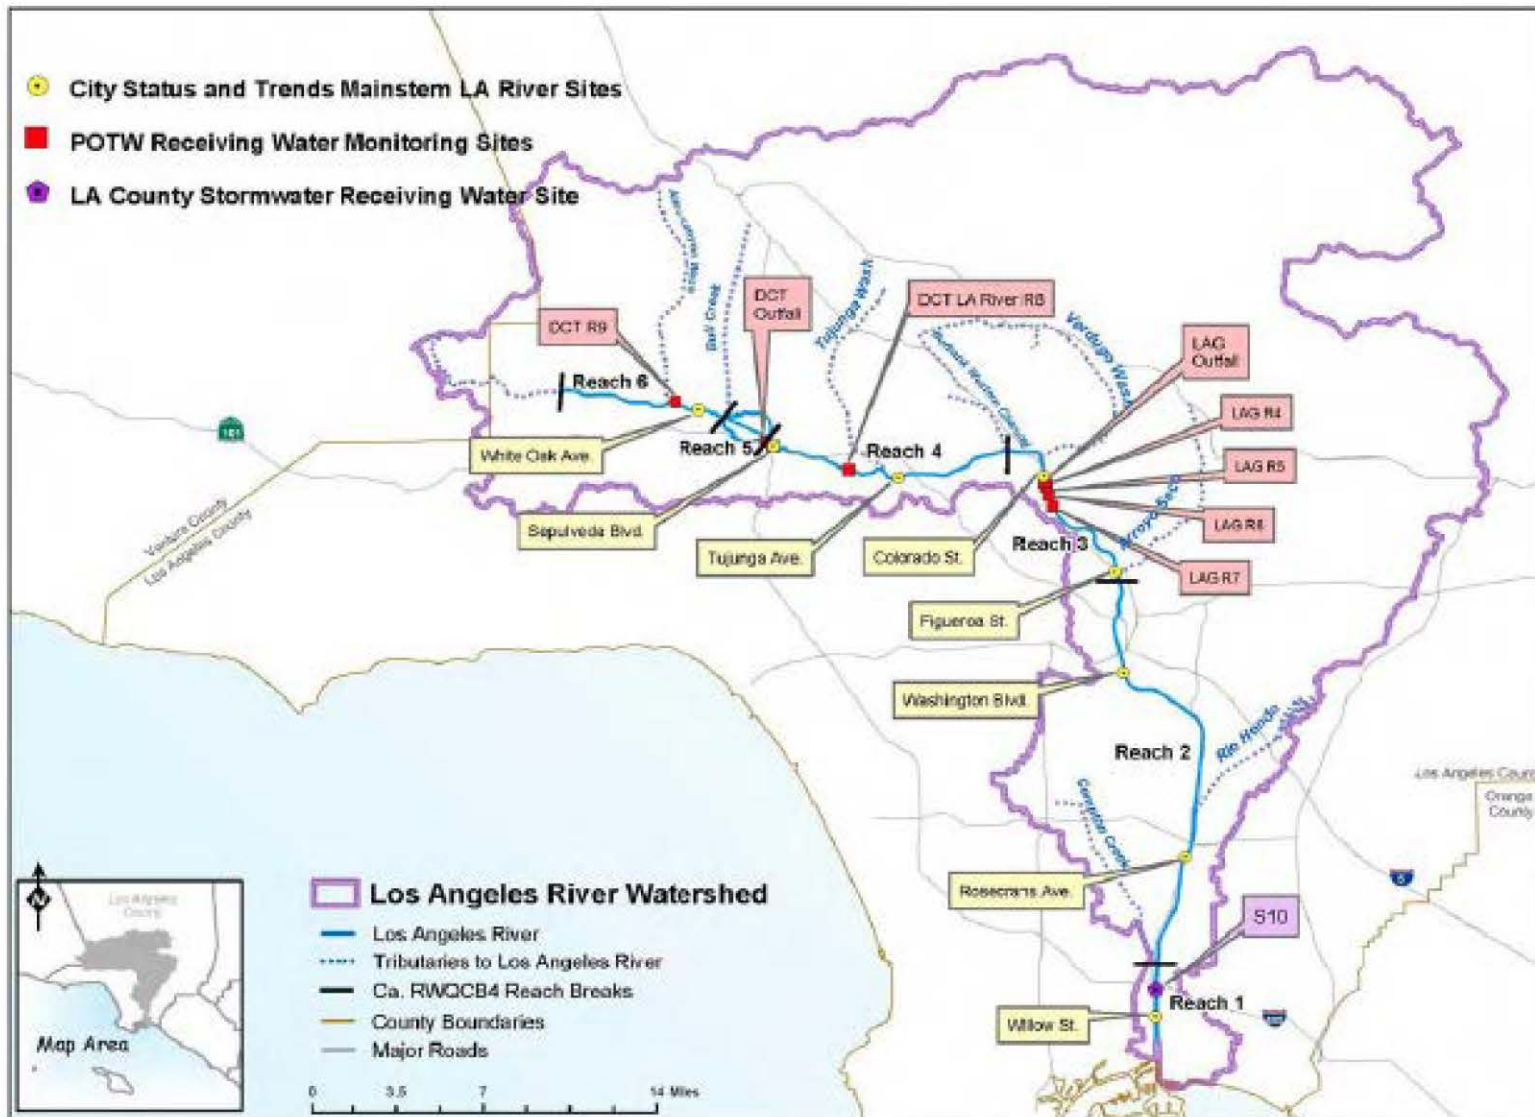 City Status and Trends Mainstem LA River Sites
POTW Receiving Water Monitoring Sites
LA County Stormwater Receiving Water Site
Bull Creek
Tujunga Wash
Verdugo Wash
Burbank Western Channel
DCT R9
DCT
Outfall
DCT LA River R8
LAG
Outfall
LAG R4
LAG R5
LAG R6
LAG R7
Reach 6
Reach 5
Reach 4
101
White Oak Ave.
Sepulveda Blvd.
Tujunga Ave.
Colorado St.
Reach 3
Arroyo Seco
Ventura County
Los Angeles County
Figueroa St.
Washington Blvd.
Reach 2
Rio Hondo
Compton Creek
Los Angeles County
Orange
County
Rosecrans Ave.
5
S10
Reach 1
Willow St.
N
Los Angeles
County
Map Area
Los Angeles River Watershed
Los Angeles River
Tributaries to Los Angeles River
Ca. RWQCB4 Reach Breaks
County Boundaries
Major Roads
0 3.5 7 14 Miles